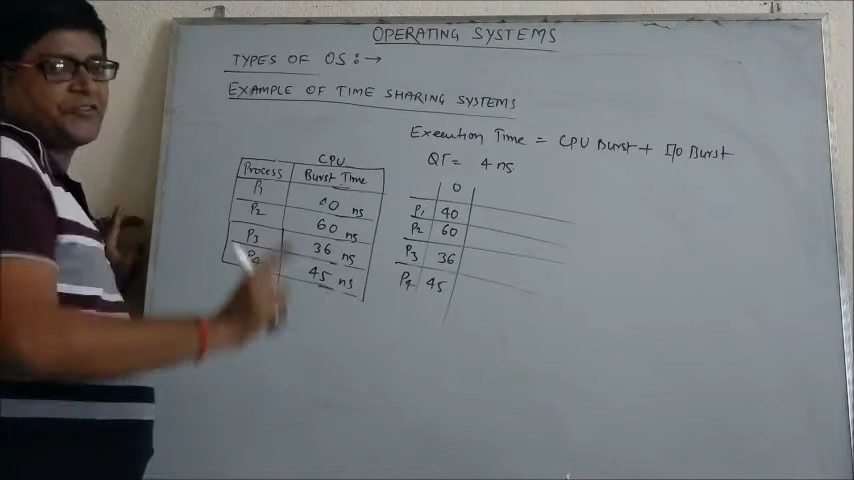 OPERATING SYSTEMS
TYPES OF OS:→
EXAMPLE OF TIME SHARING SYSTEMS
Execution Time = CPU Burst + I/O Burst
QT = 4 ns
CPU
Process Burst Time
P1 40 ns
P2 60 ns
P3 36 ns
P4 45 ns
0
P1 40
P2 60
P3 36
P4 45